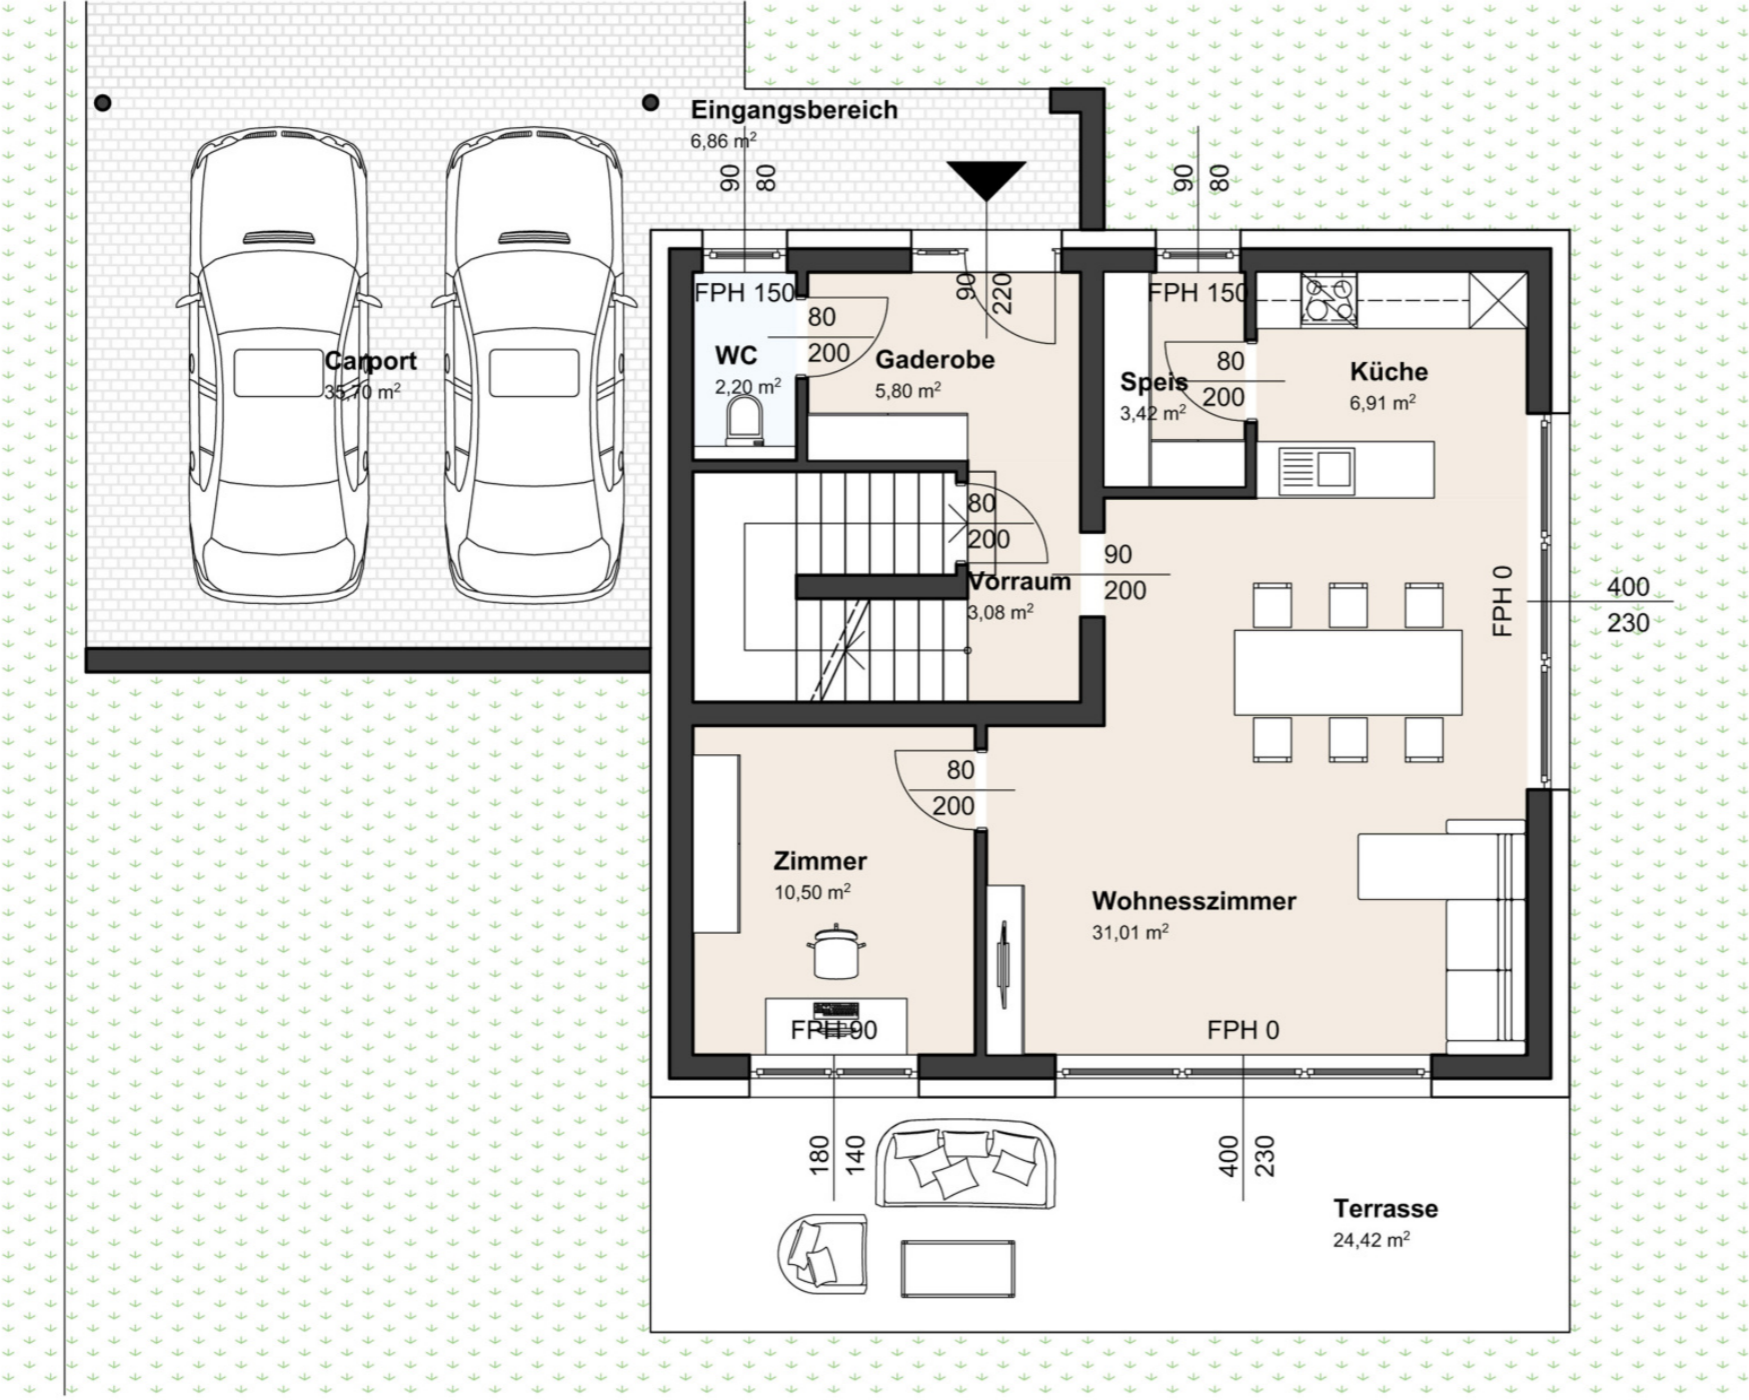 Eingangsbereich
6,86 m²
90
80
90
80
FPH 150
80
200
WC
2,20 m²
90
220
Gaderobe
5,80 m²
FPH 150
80
200
Speis
3,42 m²
Küche
6,91 m²
Carport
35,70 m²
80
200
Vorraum
3,08 m²
90
200
FPH 0
400
230
80
200
Zimmer
10,50 m²
Wohnesszimmer
31,01 m²
FPH 90
FPH 0
180
140
400
230
Terrasse
24,42 m²